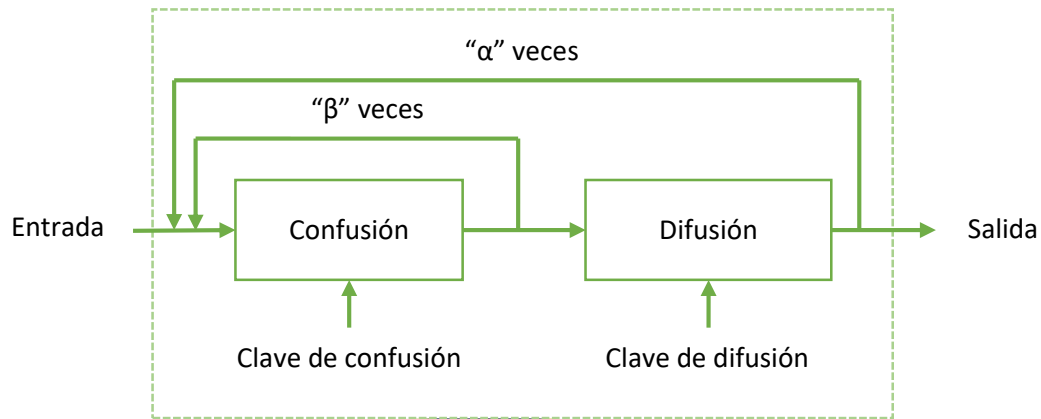 “α” veces
“β” veces
Entrada
Confusión
Difusión
Salida
Clave de confusión
Clave de difusión